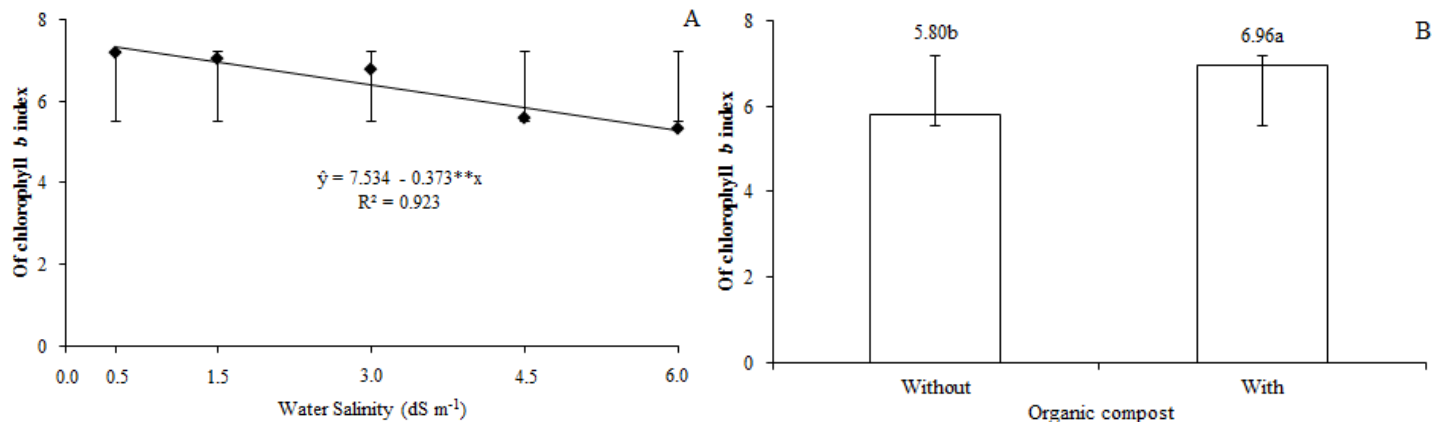 A
Of chlorophyll b index
8
6
4
2
0
ŷ = 7.534 - 0.373**x
R² = 0.923
0.0 0.5 1.5 3.0 4.5 6.0
Water Salinity (dS m⁻¹)
B
Of chlorophyll b index
8
6
4
2
0
5.80b 6.96a
Without With
Organic compost